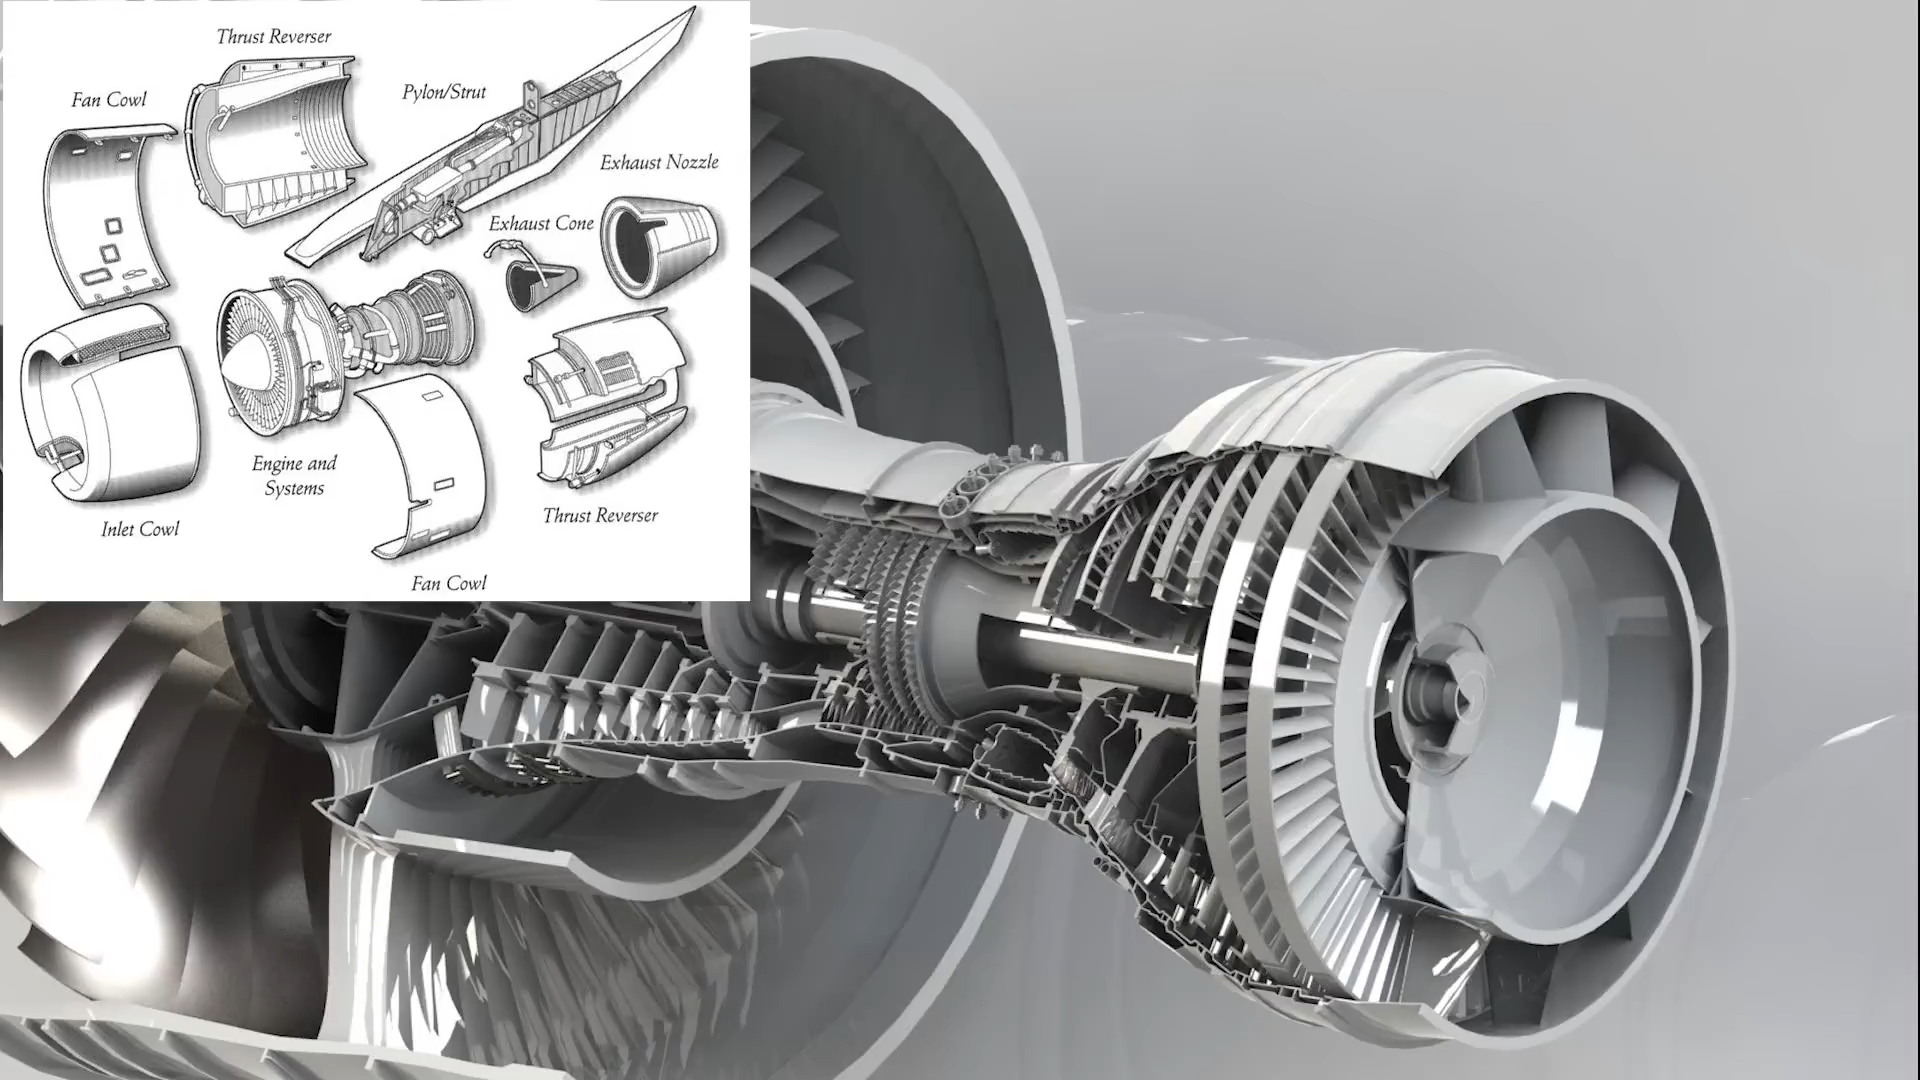 Thrust Reverser
Fan Cowl
Pylon/Strut
Exhaust Nozzle
Exhaust Cone
Engine and
Systems
Inlet Cowl
Thrust Reverser
Fan Cowl